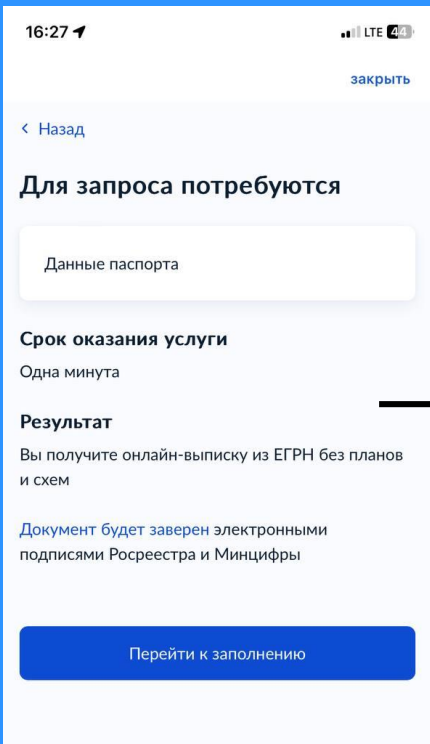 16:27 LTE 44
закрыть
Назад
Для запроса потребуются
Данные паспорта
Срок оказания услуги
Одна минута
Результат
Вы получите онлайн-выписку из ЕГРН без планов
и схем
Документ будет заверен электронными
подписями Росреестра и Минцифры
Перейти к заполнению